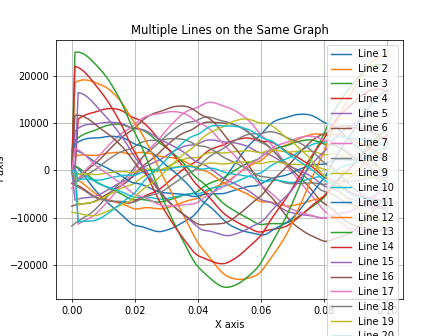 Multiple Lines on the Same Graph
20000
10000
0
−10000
−20000
0.00
0.02
0.04
0.06
0.08
X axis
axis
Line 1
Line 2
Line 3
Line 4
Line 5
Line 6
Line 7
Line 8
Line 9
Line 10
Line 11
Line 12
Line 13
Line 14
Line 15
Line 16
Line 17
Line 18
Line 19
Line 20